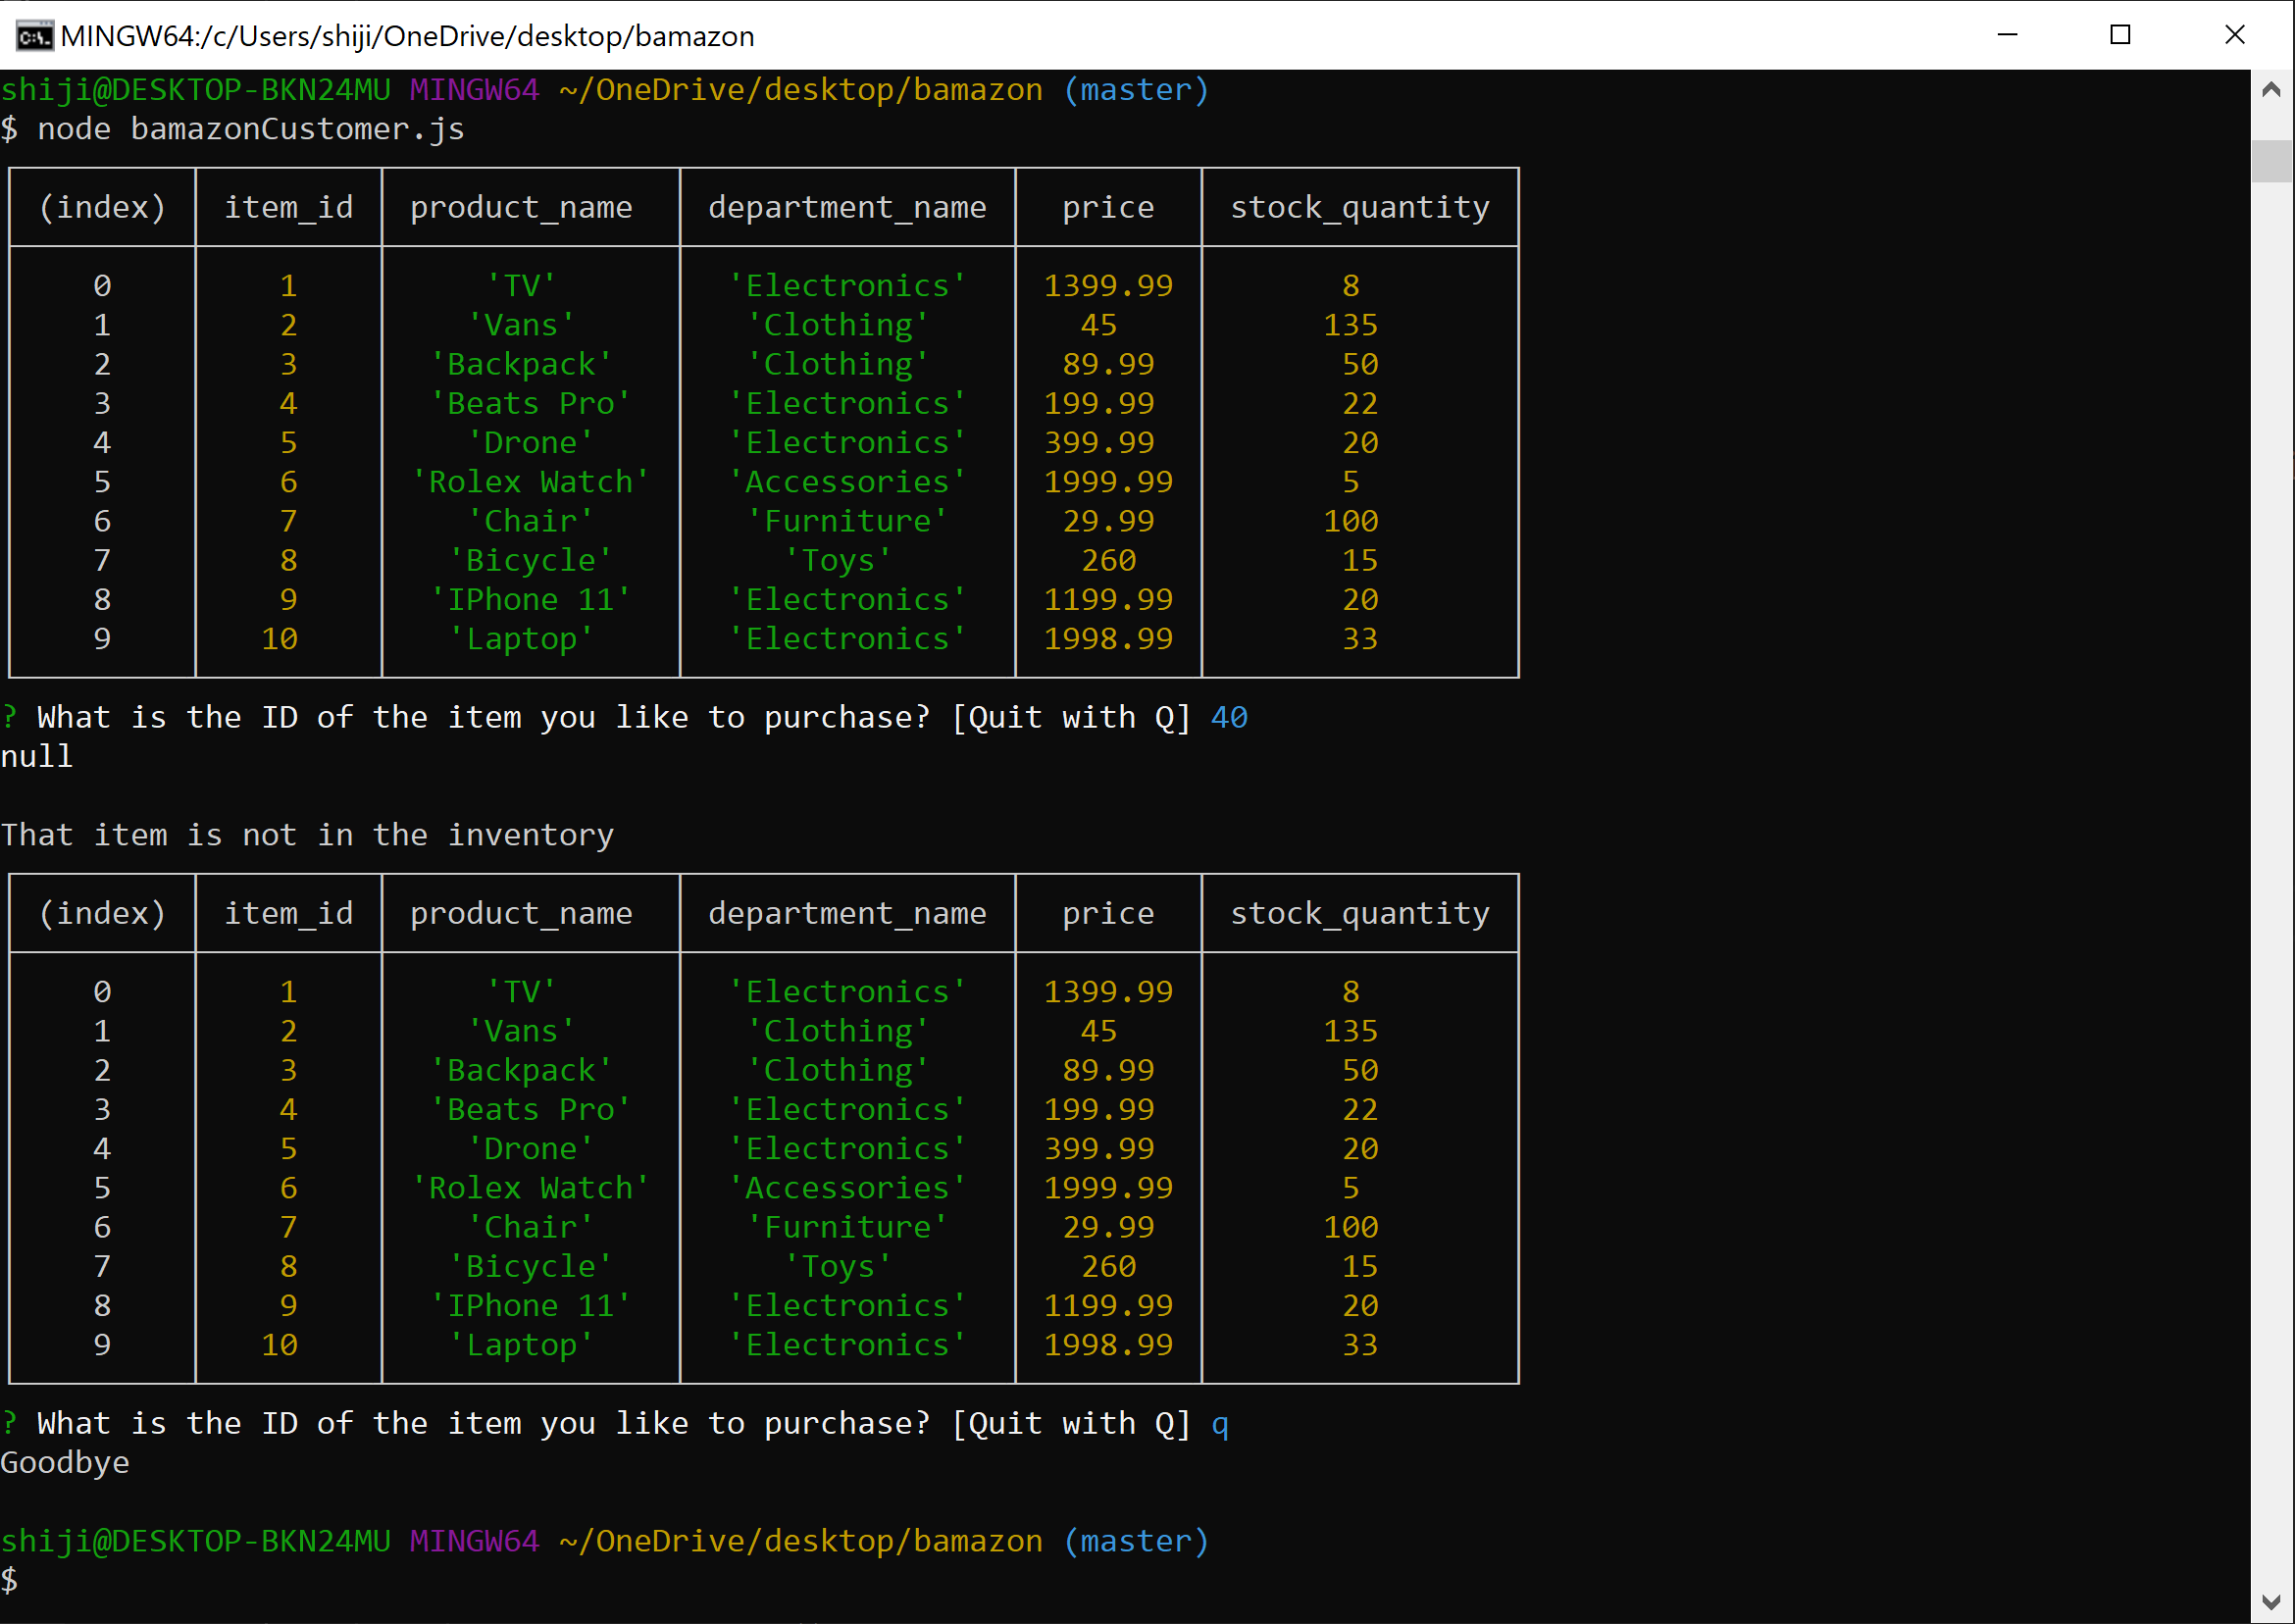 MINGW64:/c/Users/shiji/OneDrive/desktop/bamazon
shiji@DESKTOP-BKN24MU MINGW64 ~/OneDrive/desktop/bamazon (master)
$ node bamazonCustomer.js
(index) item_id product_name department_name price stock_quantity
0 1 'TV' 'Electronics' 1399.99 8
1 2 'Vans' 'Clothing' 45 135
2 3 'Backpack' 'Clothing' 89.99 50
3 4 'Beats Pro' 'Electronics' 199.99 22
4 5 'Drone' 'Electronics' 399.99 20
5 6 'Rolex Watch' 'Accessories' 1999.99 5
6 7 'Chair' 'Furniture' 29.99 100
7 8 'Bicycle' 'Toys' 260 15
8 9 'IPhone 11' 'Electronics' 1199.99 20
9 10 'Laptop' 'Electronics' 1998.99 33
? What is the ID of the item you like to purchase? [Quit with Q] 40
null
That item is not in the inventory
(index) item_id product_name department_name price stock_quantity
0 1 'TV' 'Electronics' 1399.99 8
1 2 'Vans' 'Clothing' 45 135
2 3 'Backpack' 'Clothing' 89.99 50
3 4 'Beats Pro' 'Electronics' 199.99 22
4 5 'Drone' 'Electronics' 399.99 20
5 6 'Rolex Watch' 'Accessories' 1999.99 5
6 7 'Chair' 'Furniture' 29.99 100
7 8 'Bicycle' 'Toys' 260 15
8 9 'IPhone 11' 'Electronics' 1199.99 20
9 10 'Laptop' 'Electronics' 1998.99 33
? What is the ID of the item you like to purchase? [Quit with Q] q
Goodbye
shiji@DESKTOP-BKN24MU MINGW64 ~/OneDrive/desktop/bamazon (master)
$